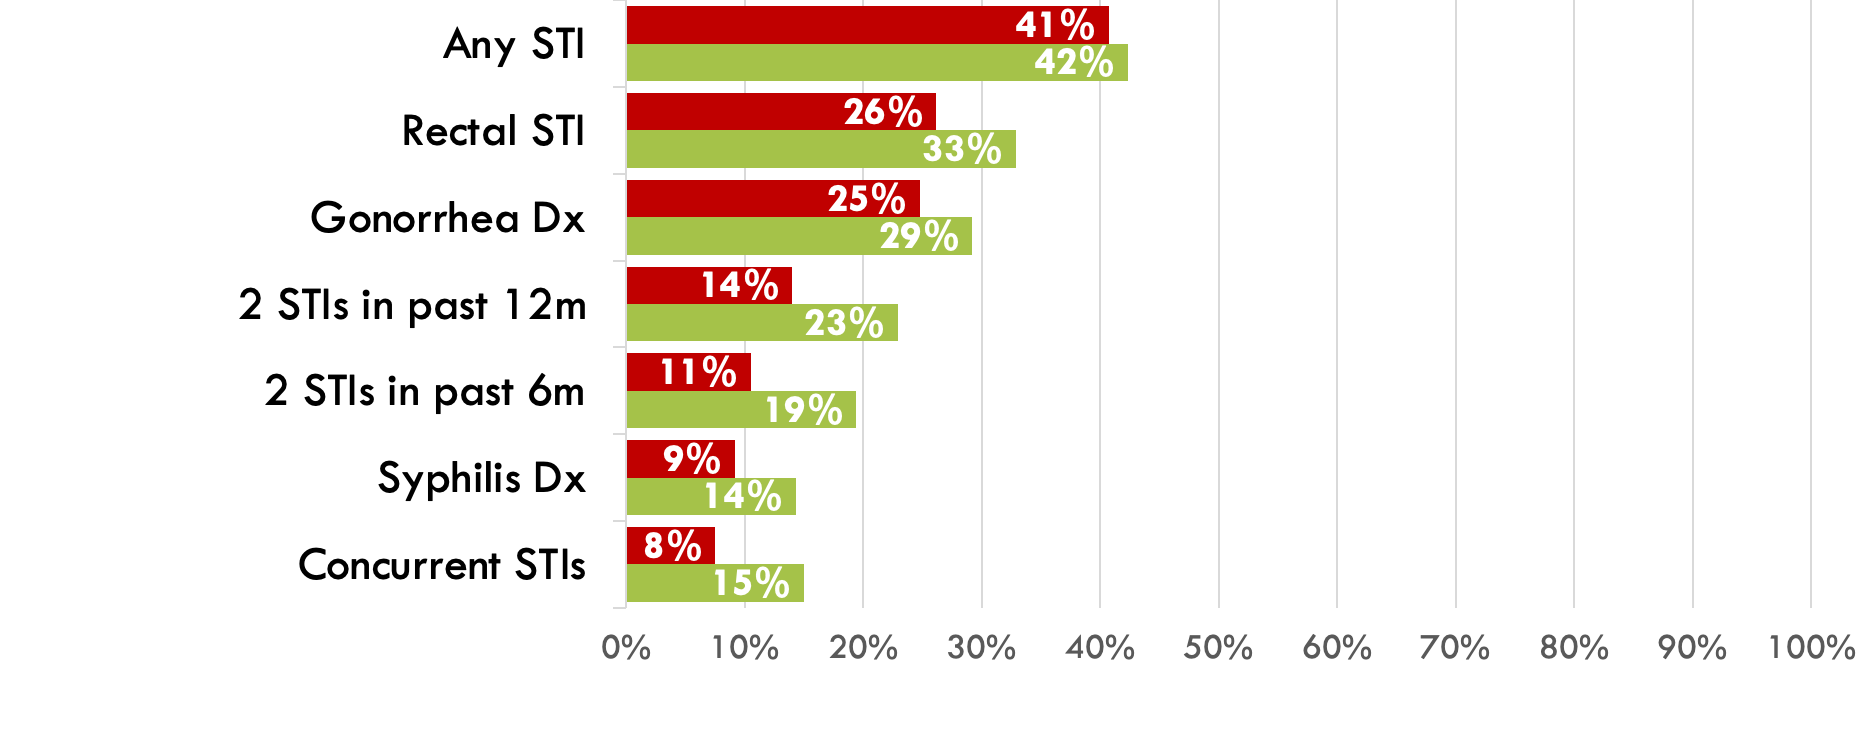 Any STI
41%
42%
Rectal STI
26%
33%
Gonorrhea Dx
25%
29%
2 STIs in past 12m
14%
23%
2 STIs in past 6m
11%
19%
Syphilis Dx
9%
14%
Concurrent STIs
8%
15%
0% 10% 20% 30% 40% 50% 60% 70% 80% 90% 100%